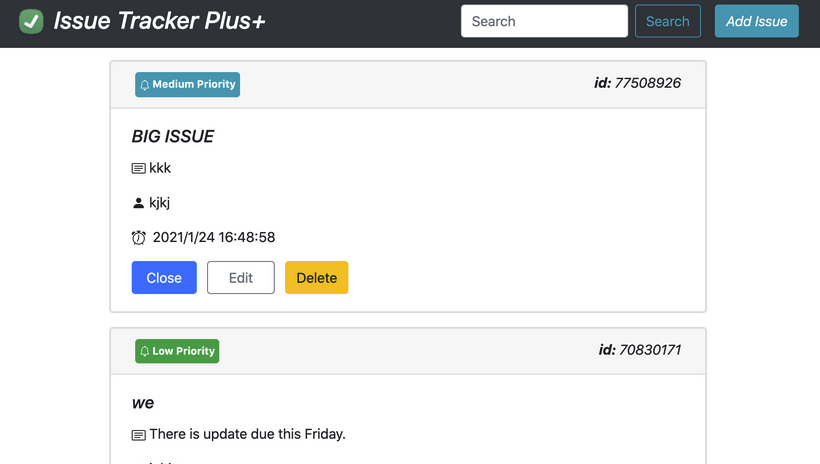 Issue Tracker Plus+
Search
Search
Add Issue
Medium Priority
id: 77508926
BIG ISSUE
kkk
kjkj
2021/1/24 16:48:58
Close
Edit
Delete
Low Priority
id: 70830171
we
There is update due this Friday.